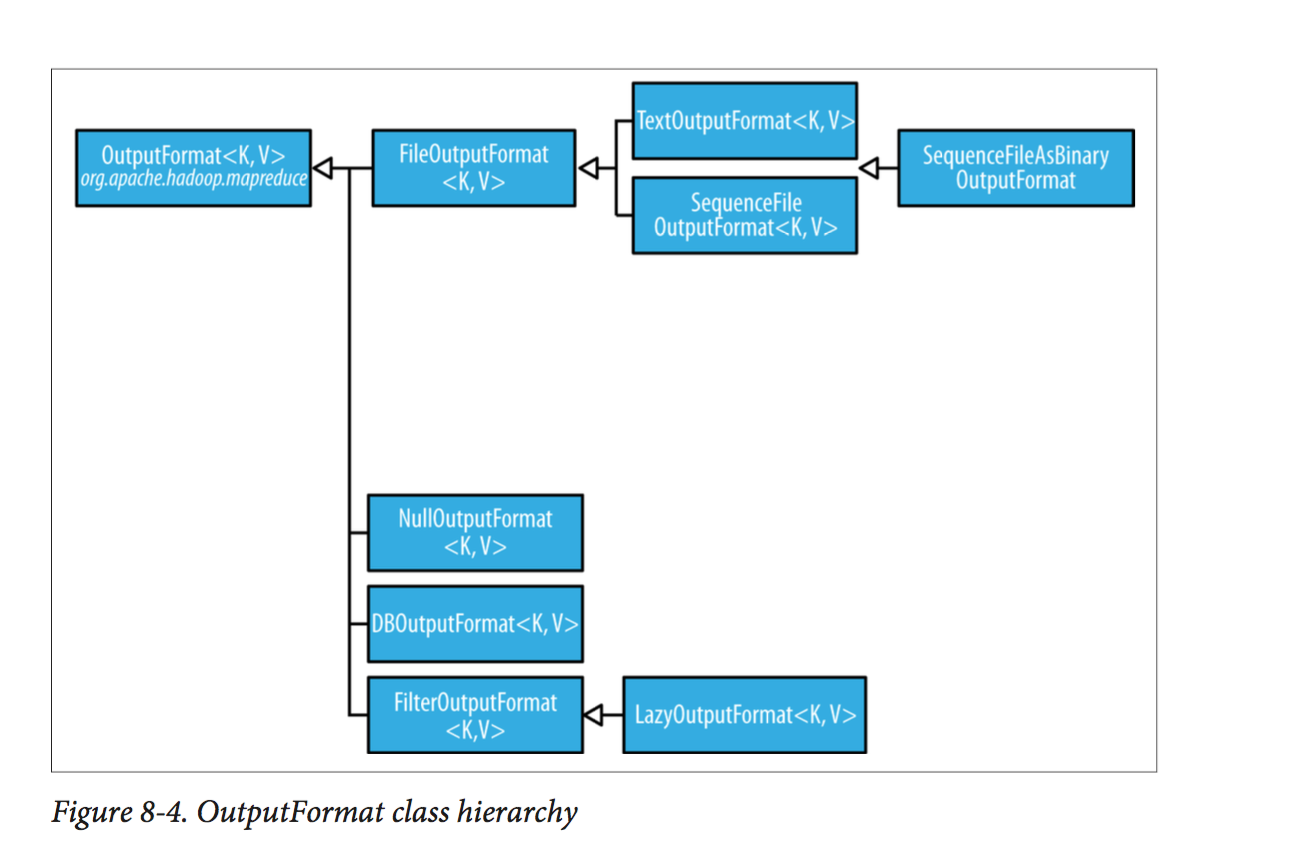 OutputFormat<K, V>
org.apache.hadoop.mapreduce
FileOutputFormat
<K, V>
TextOutputFormat<K, V>
SequenceFile
OutputFormat<K, V>
SequenceFileAsBinary
OutputFormat
NullOutputFormat
<K, V>
DBOutputFormat<K, V>
FilterOutputFormat
<K,V>
LazyOutputFormat<K, V>
Figure 8-4. OutputFormat class hierarchy